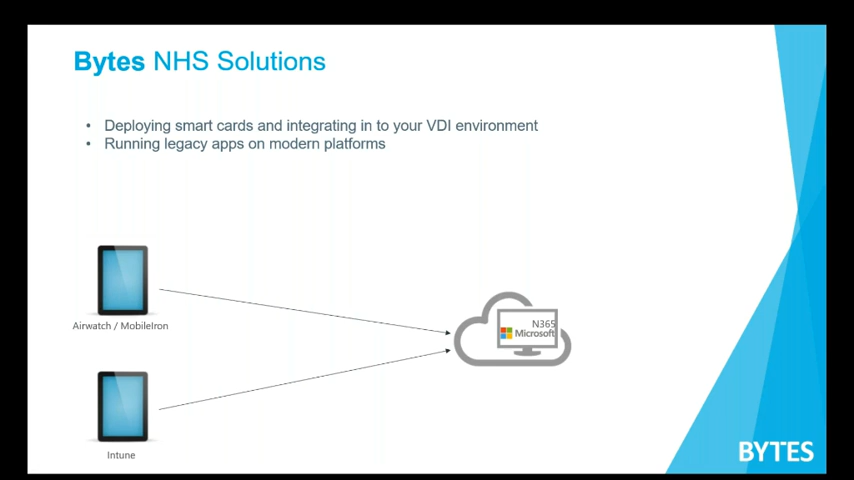 Bytes NHS Solutions
• Deploying smart cards and integrating in to your VDI environment
• Running legacy apps on modern platforms
Airwatch / MobileIron
N365
Microsoft
Intune
BYTES